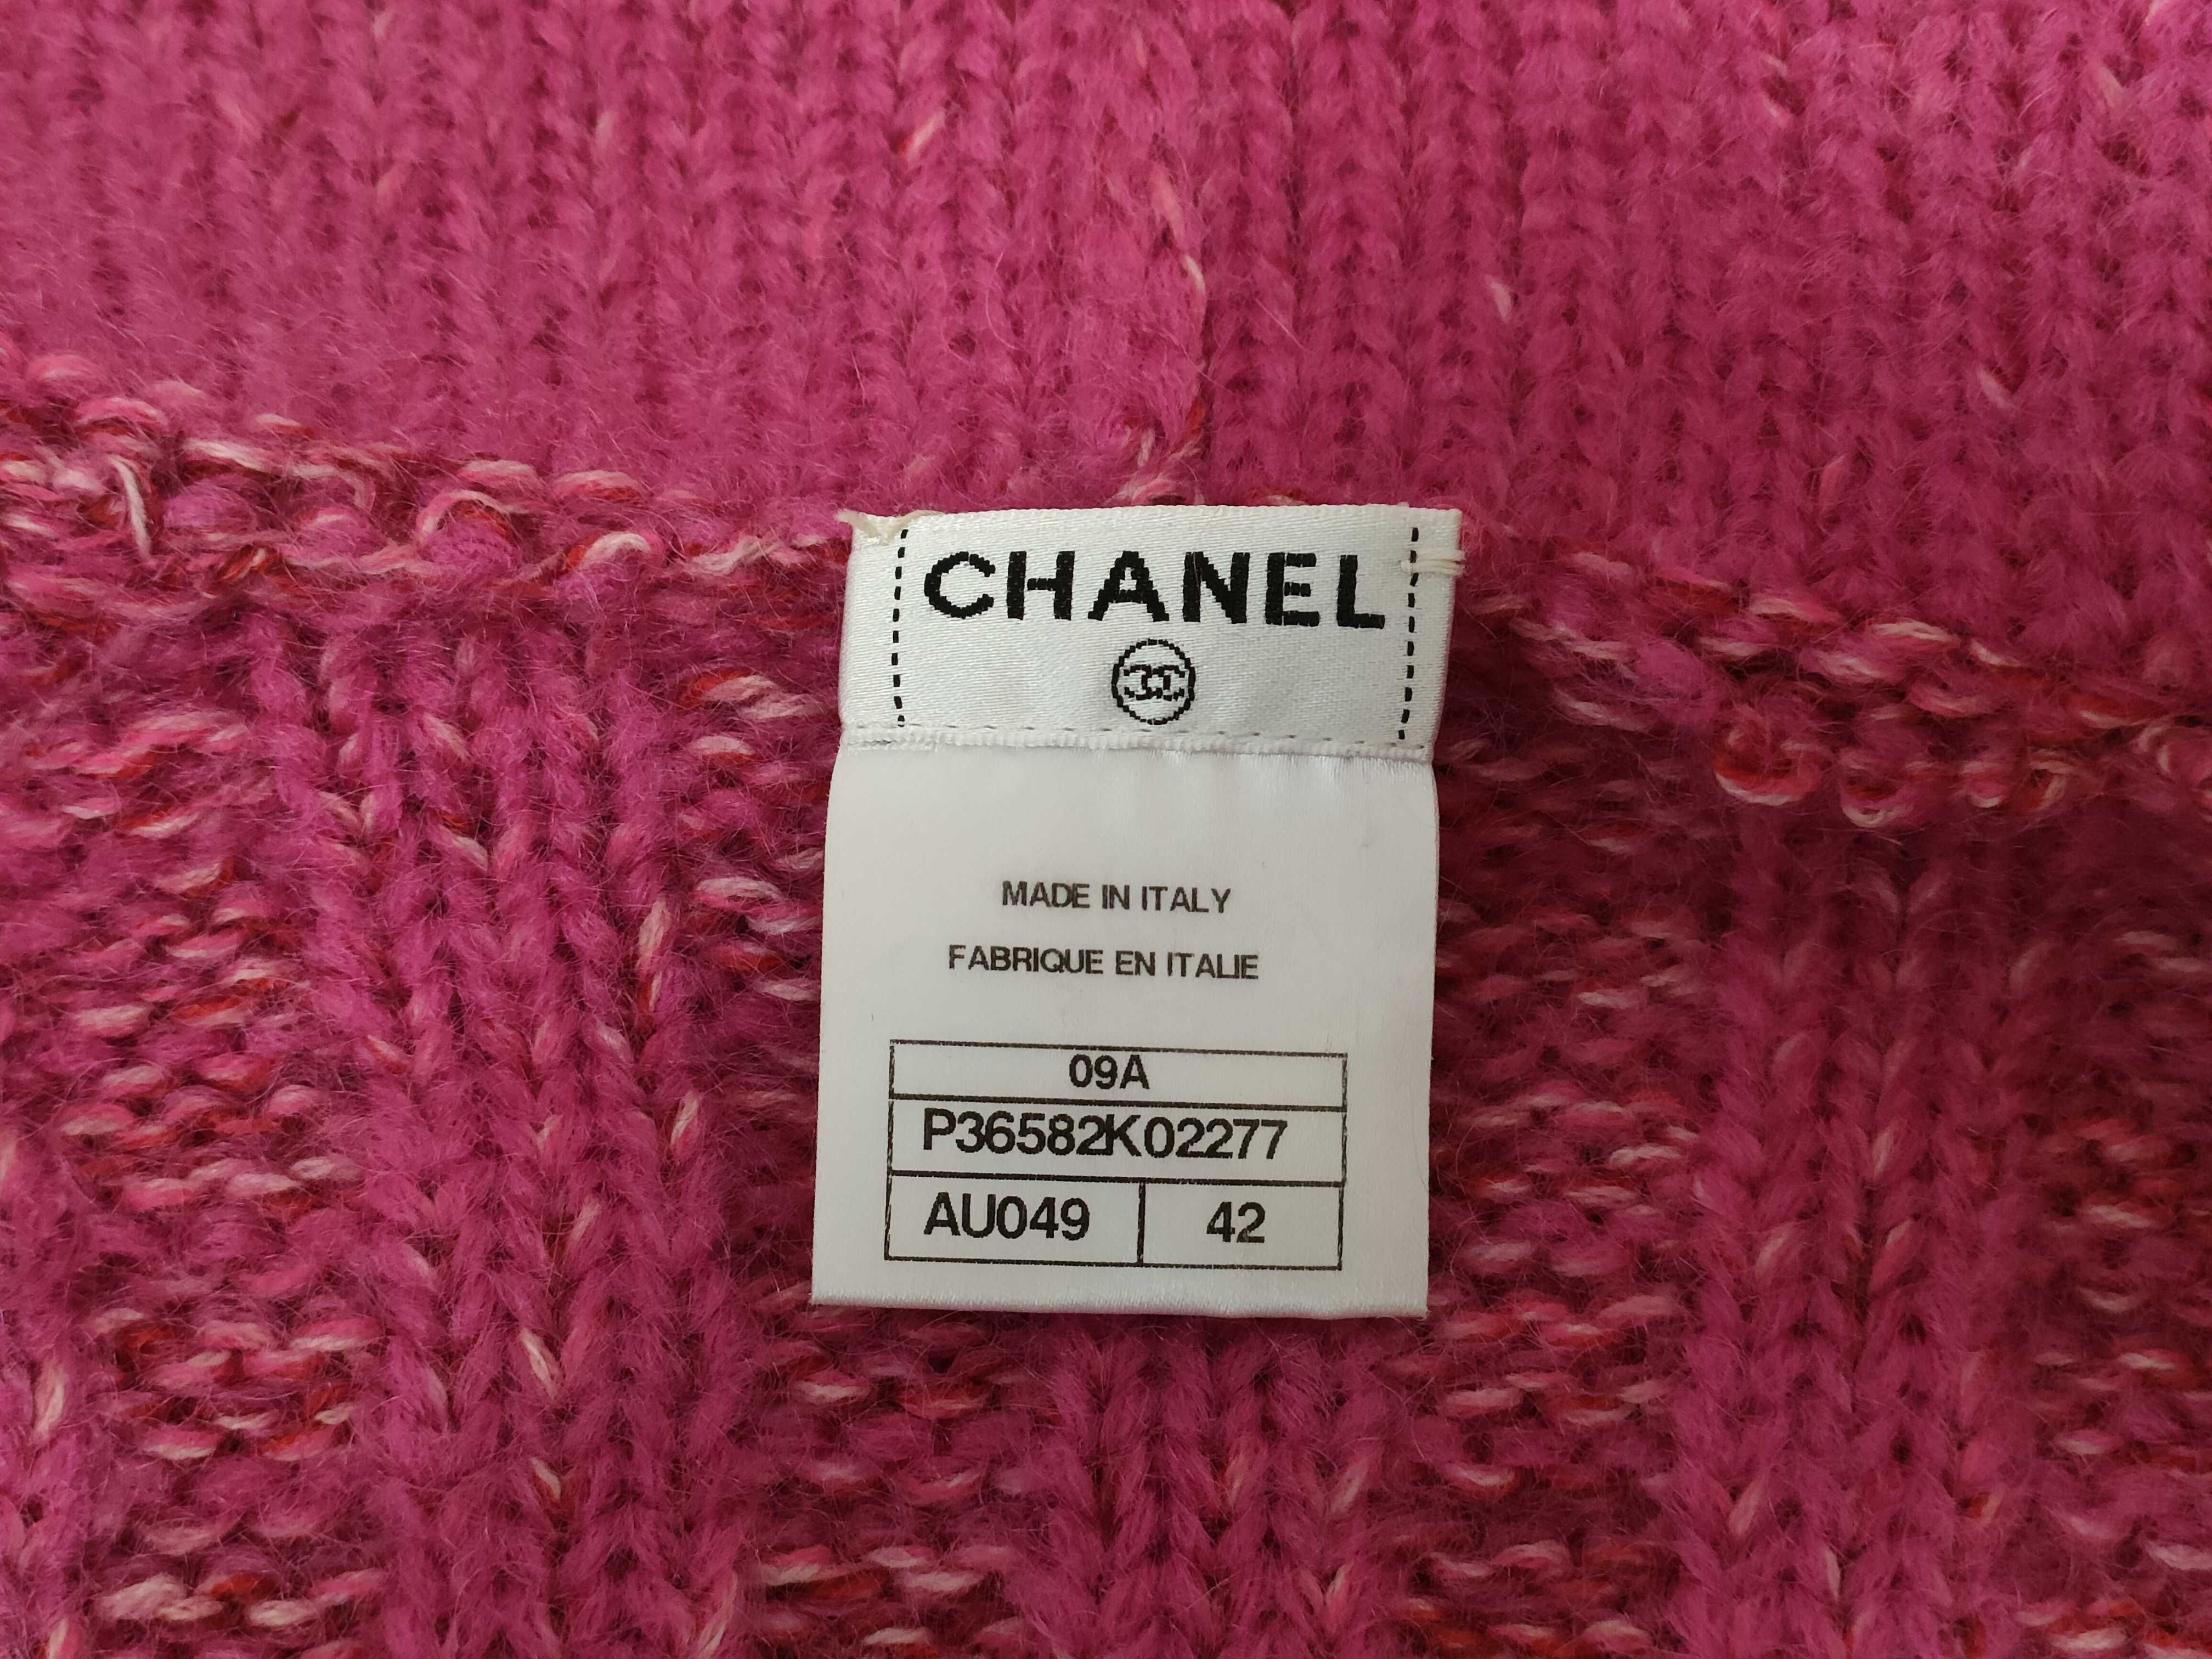 CHANEL
MADE IN ITALY
FABRIQUE EN ITALIE
09A
P36582K02277
AU049 42